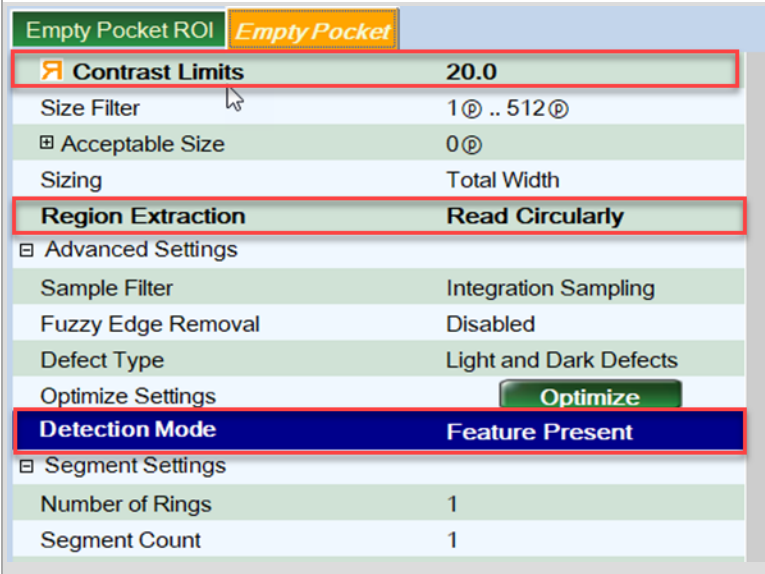 Empty Pocket ROI Empty Pocket
Я Contrast Limits 20.0
Size Filter 1ⓟ .. 512ⓟ
⊞ Acceptable Size 0ⓟ
Sizing Total Width
Region Extraction Read Circularly
⊟ Advanced Settings
Sample Filter Integration Sampling
Fuzzy Edge Removal Disabled
Defect Type Light and Dark Defects
Optimize Settings Optimize
Detection Mode Feature Present
⊟ Segment Settings
Number of Rings 1
Segment Count 1